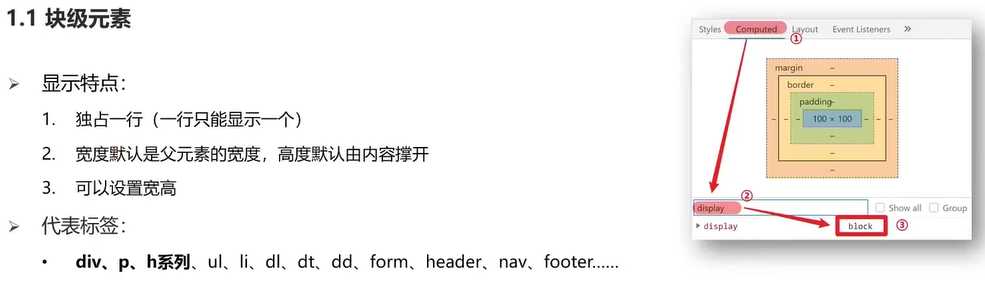 1.1 块级元素
显示特点：
1. 独占一行（一行只能显示一个）
2. 宽度默认是父元素的宽度，高度默认由内容撑开
3. 可以设置宽高
代表标签：
• div、p、h系列、ul、li、dl、dt、dd、form、header、nav、footer......
Styles Computed Layout Event Listeners »
①
margin –
border –
padding –
– – – 100 × 100 – – –
–
–
–
display ② Show all Group
display block ③